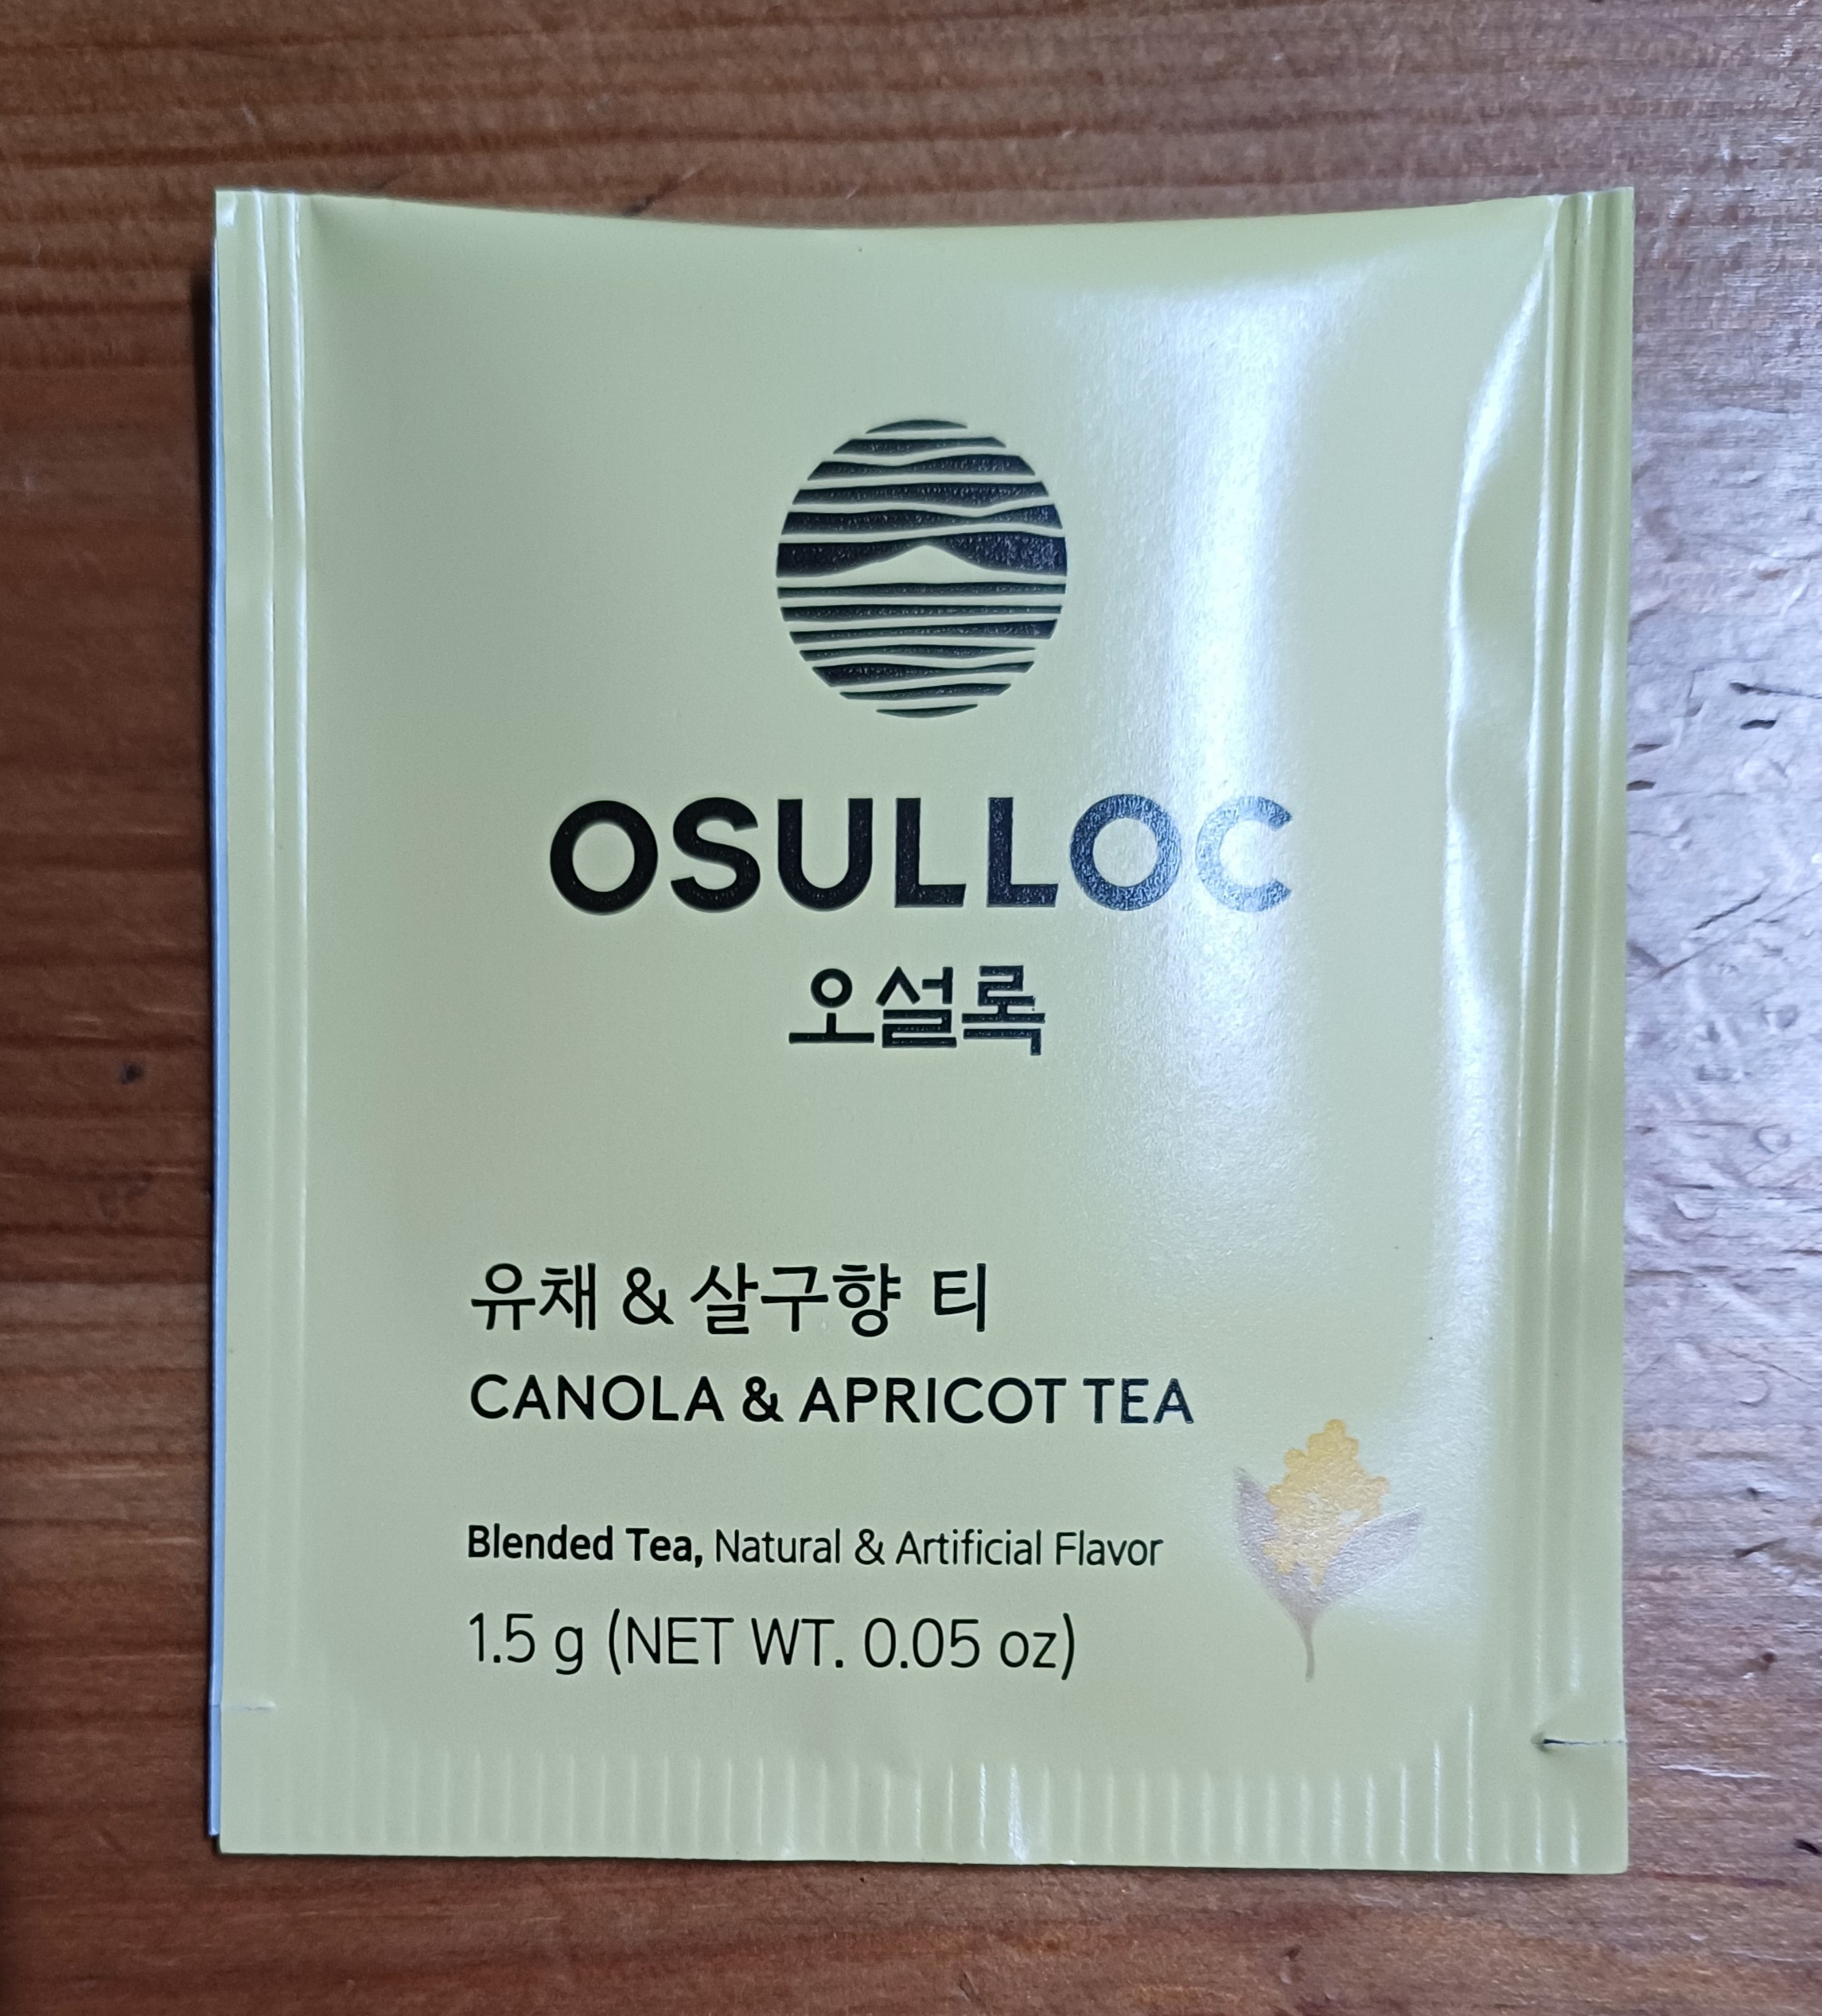 OSULLOC
오설록
유채 & 살구향 티
CANOLA & APRICOT TEA
Blended Tea, Natural & Artificial Flavor
1.5 g (NET WT. 0.05 oz)